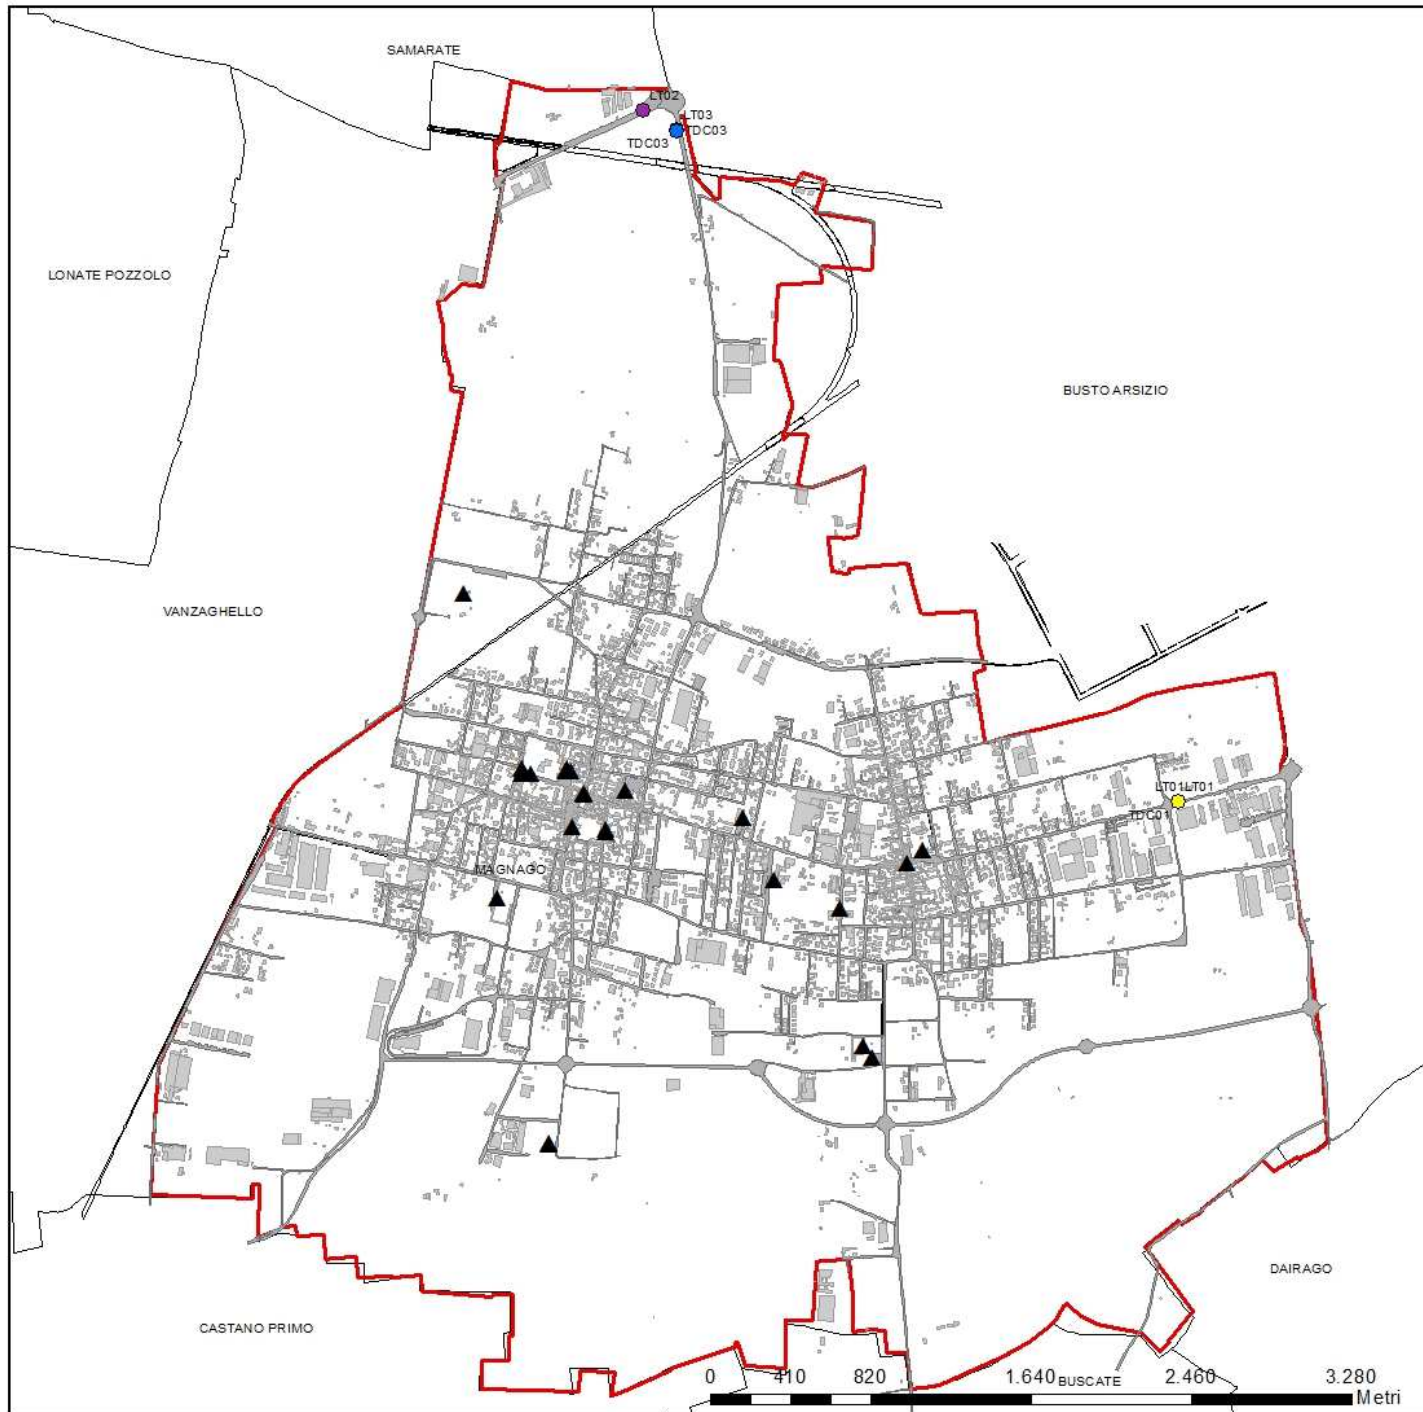 SAMARATE
LT02
LT03
TDC03
TDC03
LONATE POZZOLO
BUSTO ARSIZIO
VANZAGHELLO
LT01LT01
TDC01
MAGNAGO
DAIRAGO
CASTANO PRIMO
BUSCATE
0 410 820 1.640 2.460 3.280
Metri